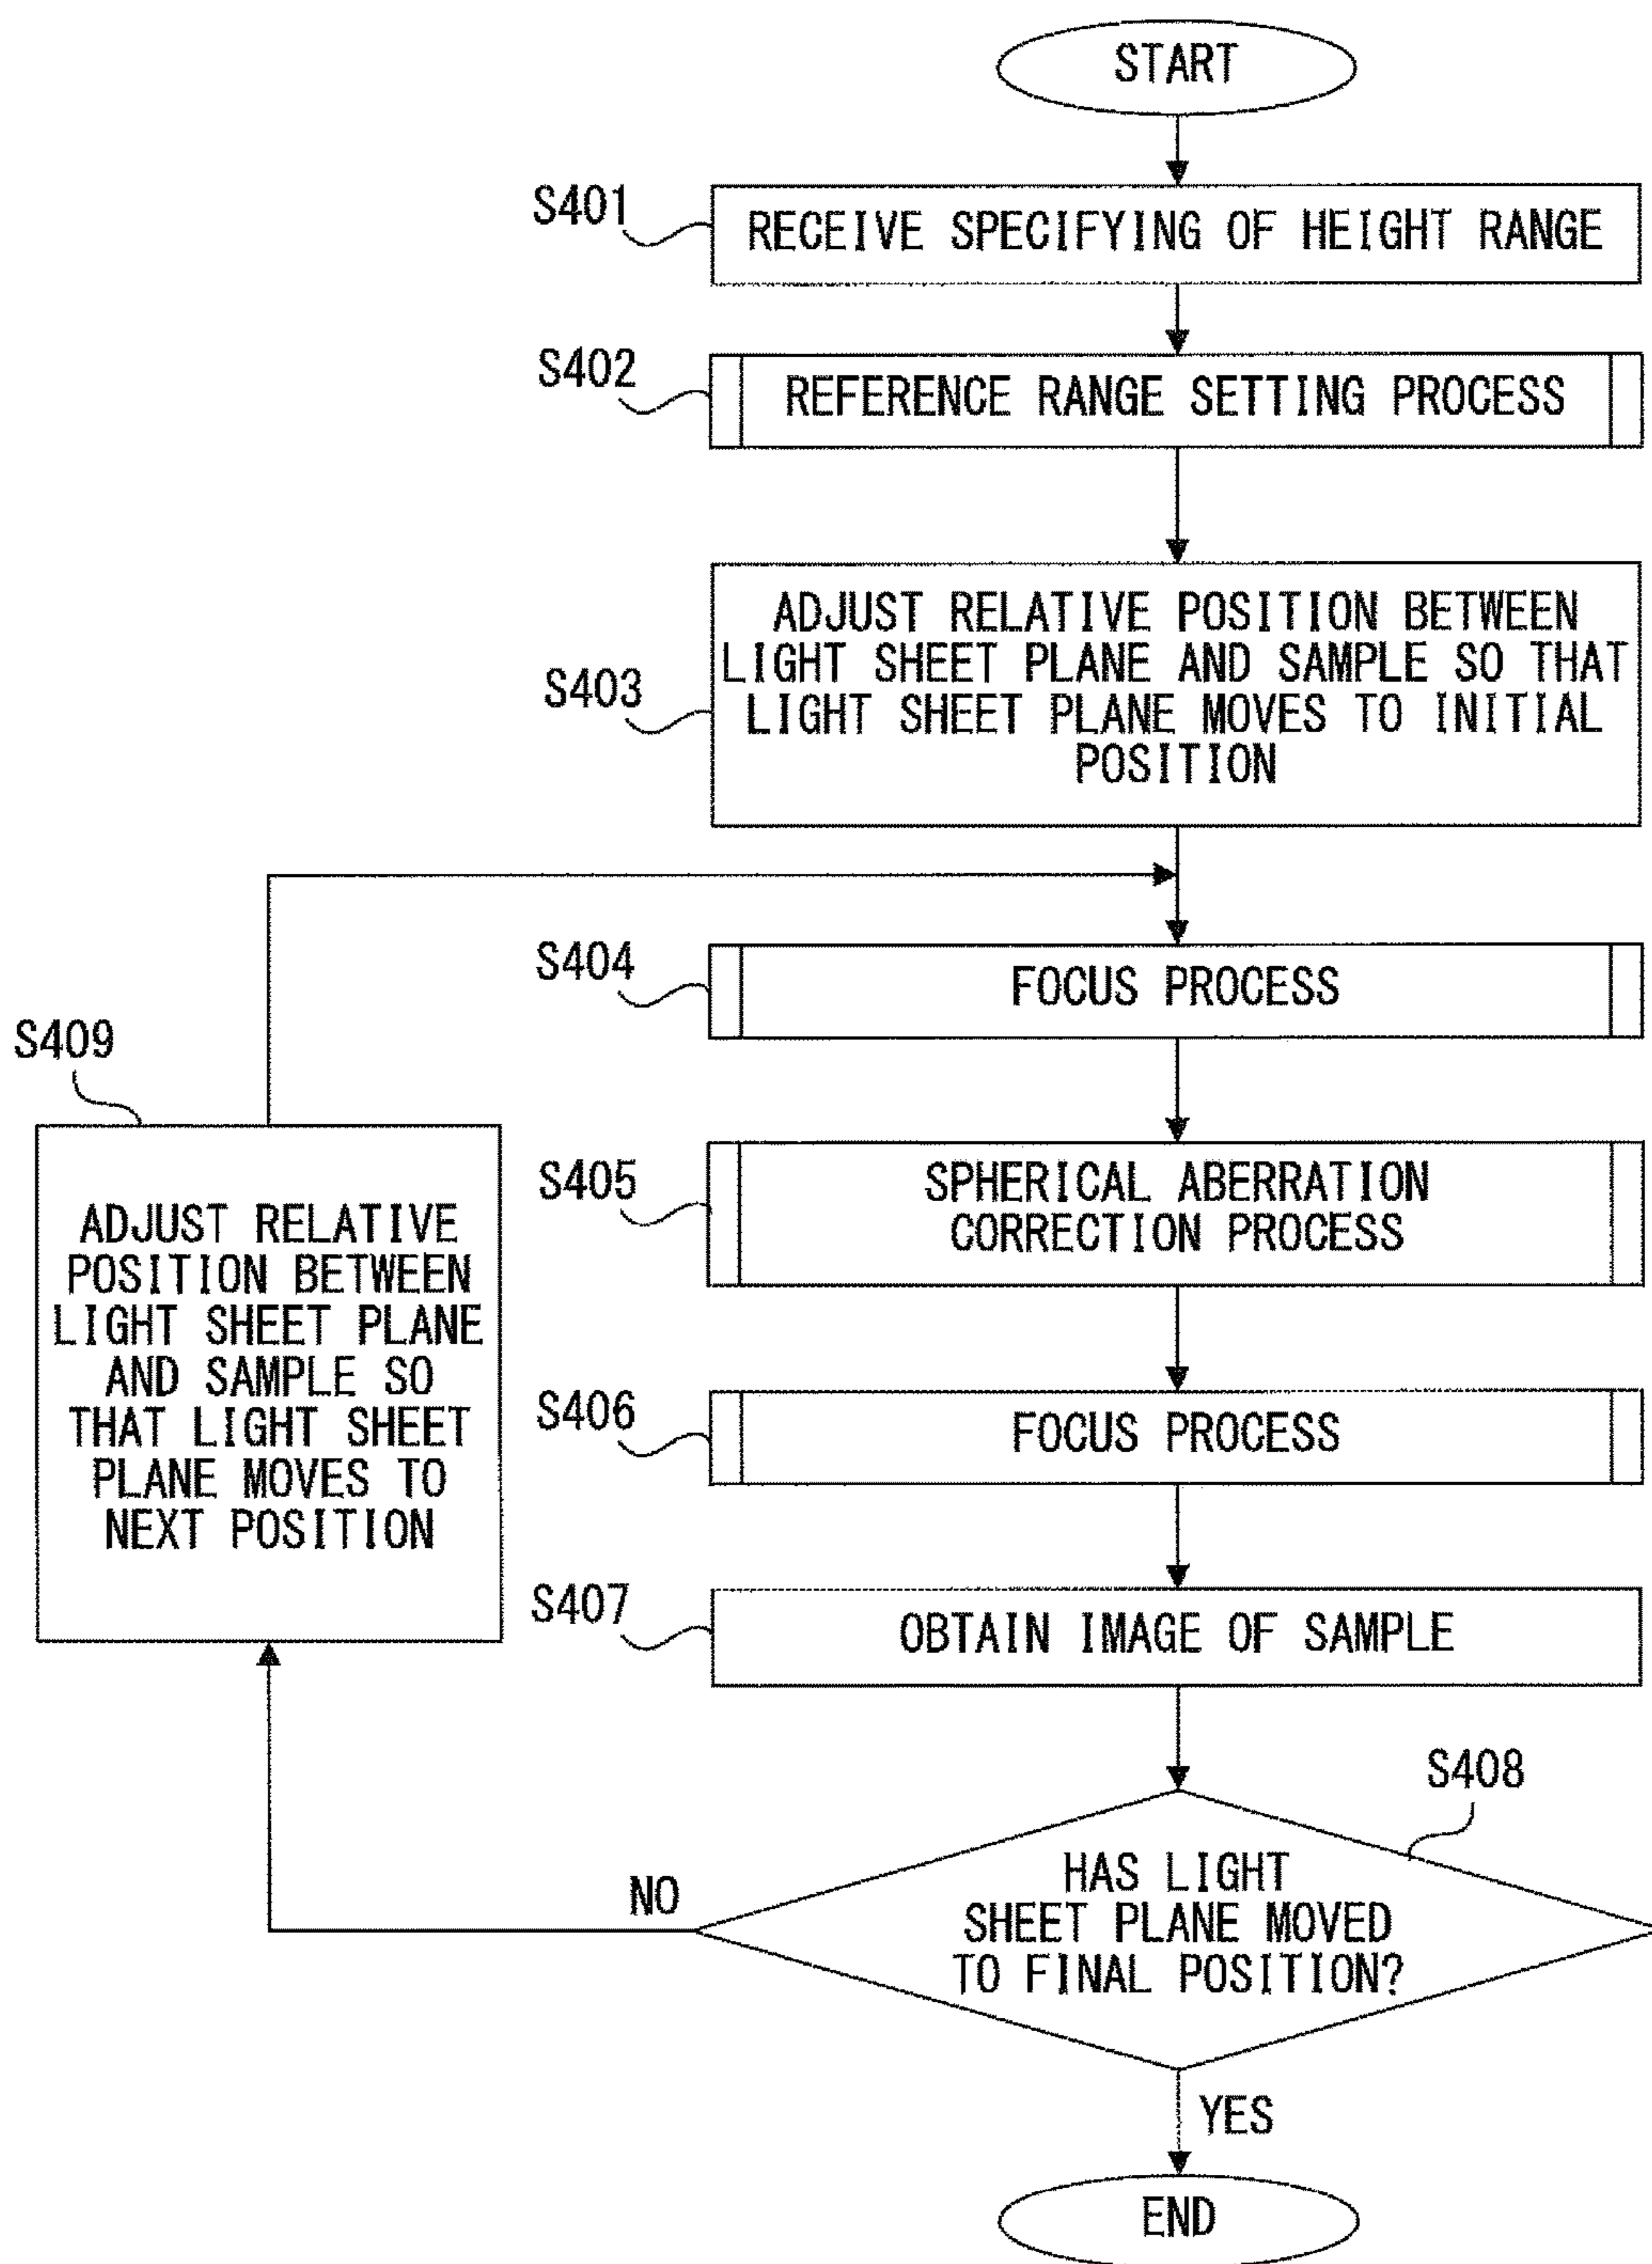 START
S401
RECEIVE SPECIFYING OF HEIGHT RANGE
S402
REFERENCE RANGE SETTING PROCESS
S403
ADJUST RELATIVE POSITION BETWEEN
LIGHT SHEET PLANE AND SAMPLE SO THAT
LIGHT SHEET PLANE MOVES TO INITIAL
POSITION
S404
FOCUS PROCESS
S405
SPHERICAL ABERRATION
CORRECTION PROCESS
S406
FOCUS PROCESS
S407
OBTAIN IMAGE OF SAMPLE
S408
HAS LIGHT
SHEET PLANE MOVED
TO FINAL POSITION?
NO
S409
ADJUST RELATIVE
POSITION BETWEEN
LIGHT SHEET PLANE
AND SAMPLE SO
THAT LIGHT SHEET
PLANE MOVES TO
NEXT POSITION
YES
END